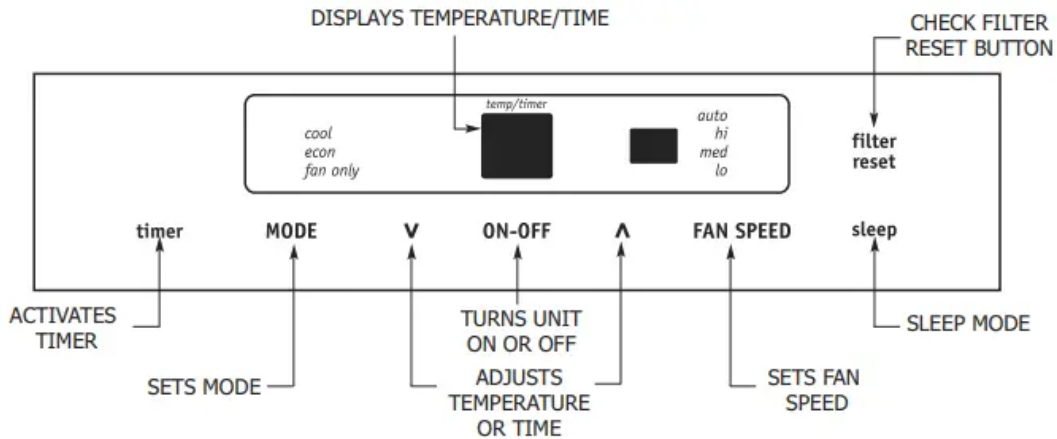 DISPLAYS TEMPERATURE/TIME
CHECK FILTER
RESET BUTTON
temp/timer
cool
econ
fan only
auto
hi
med
lo
filter
reset
timer
MODE
V
ON-OFF
Λ
FAN SPEED
sleep
ACTIVATES
TIMER
SETS MODE
TURNS UNIT
ON OR OFF
ADJUSTS
TEMPERATURE
OR TIME
SETS FAN
SPEED
SLEEP MODE